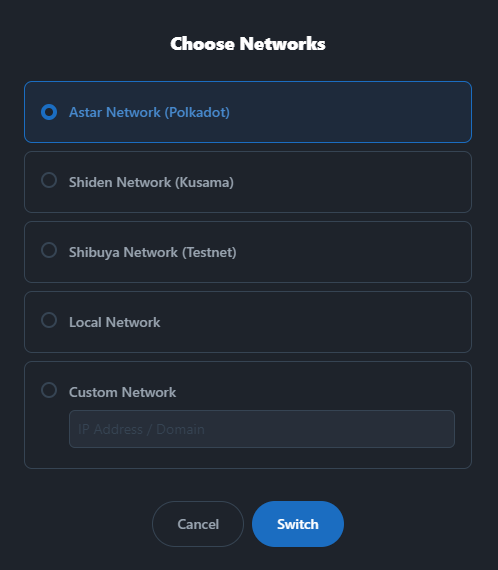 Choose Networks
Astar Network (Polkadot)
Shiden Network (Kusama)
Shibuya Network (Testnet)
Local Network
Custom Network
IP Address / Domain
Cancel
Switch